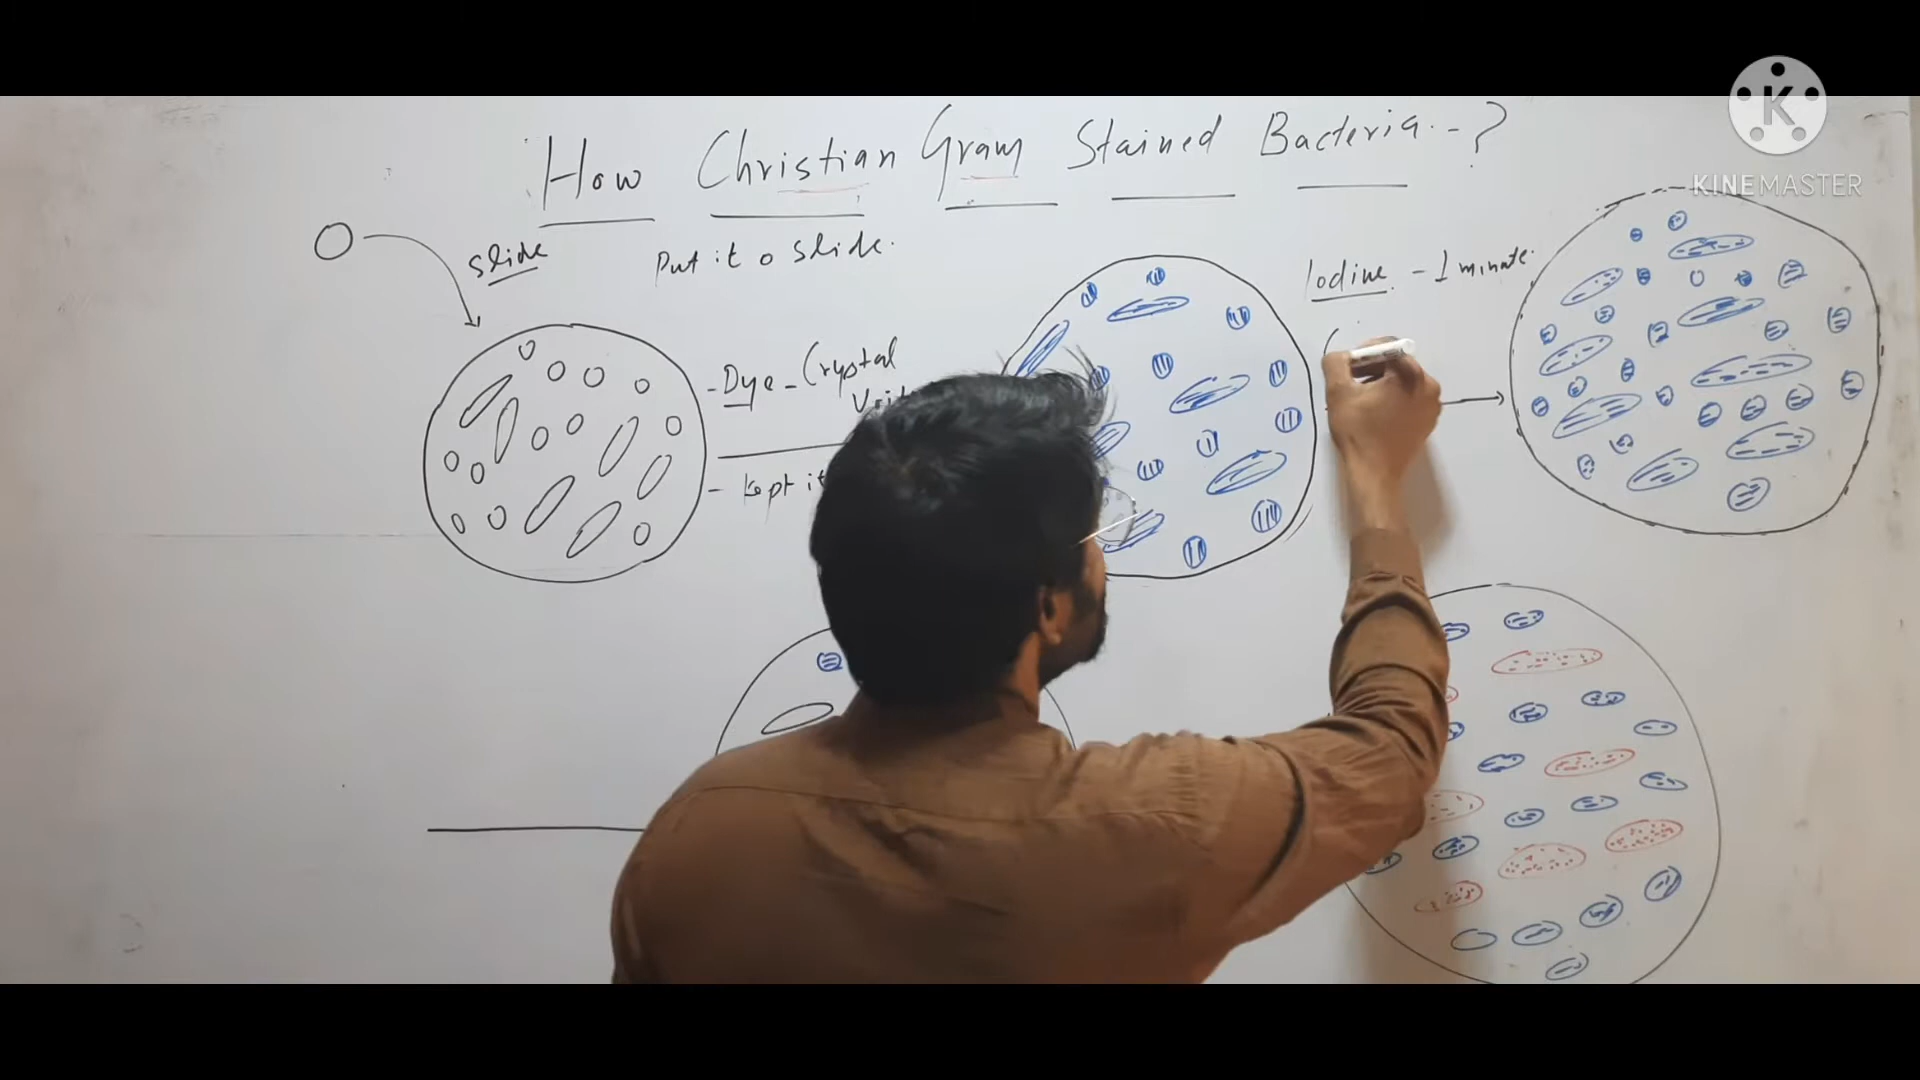 How Christian Gram Stained Bacteria - ?
slide
Put it o slide.
Iodine - 1 minute.
- Dye - Crystal
- Kept it
K
KINEMASTER